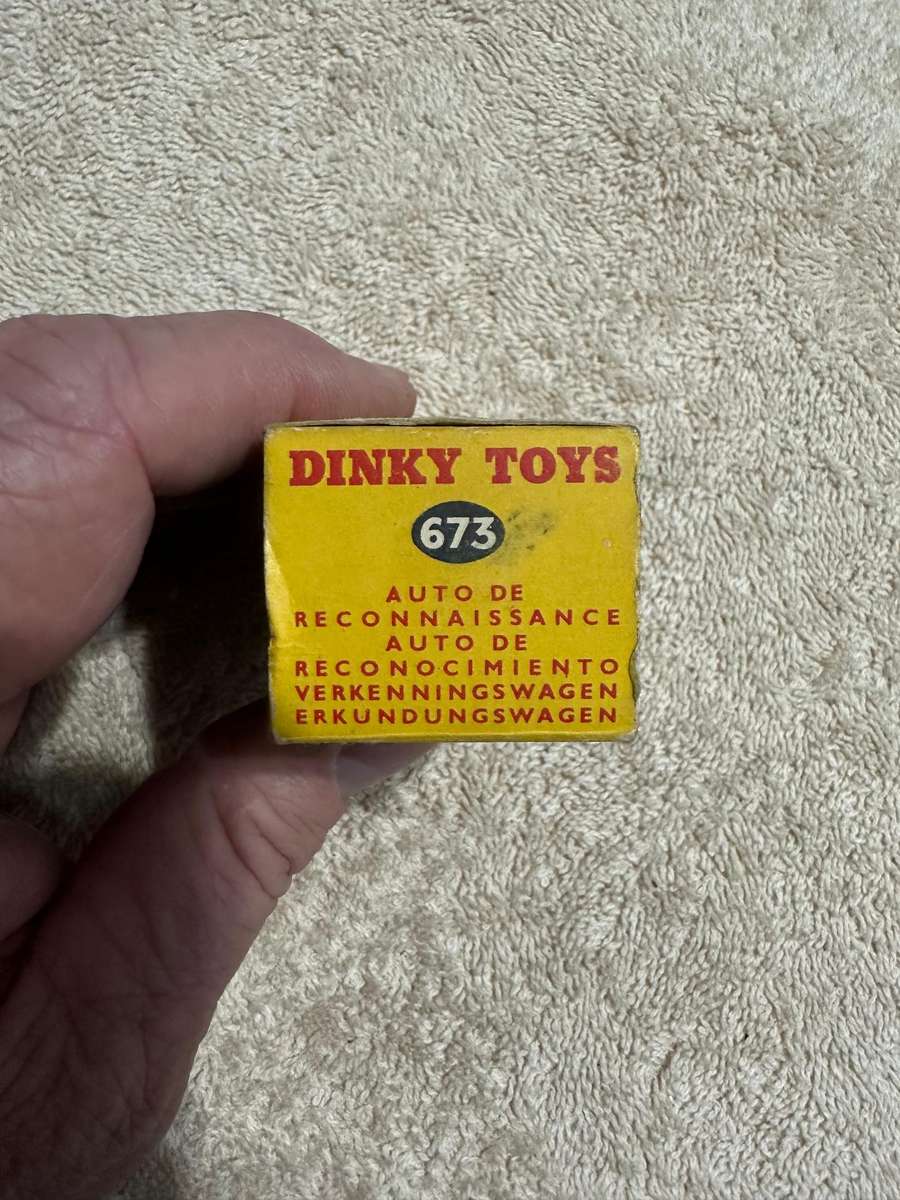 DINKY TOYS
673
AUTO DE
RECONNAISSANCE
AUTO DE
RECONOCIMIENTO
VERKENNINGSWAGEN
ERKUNDUNGSWAGEN